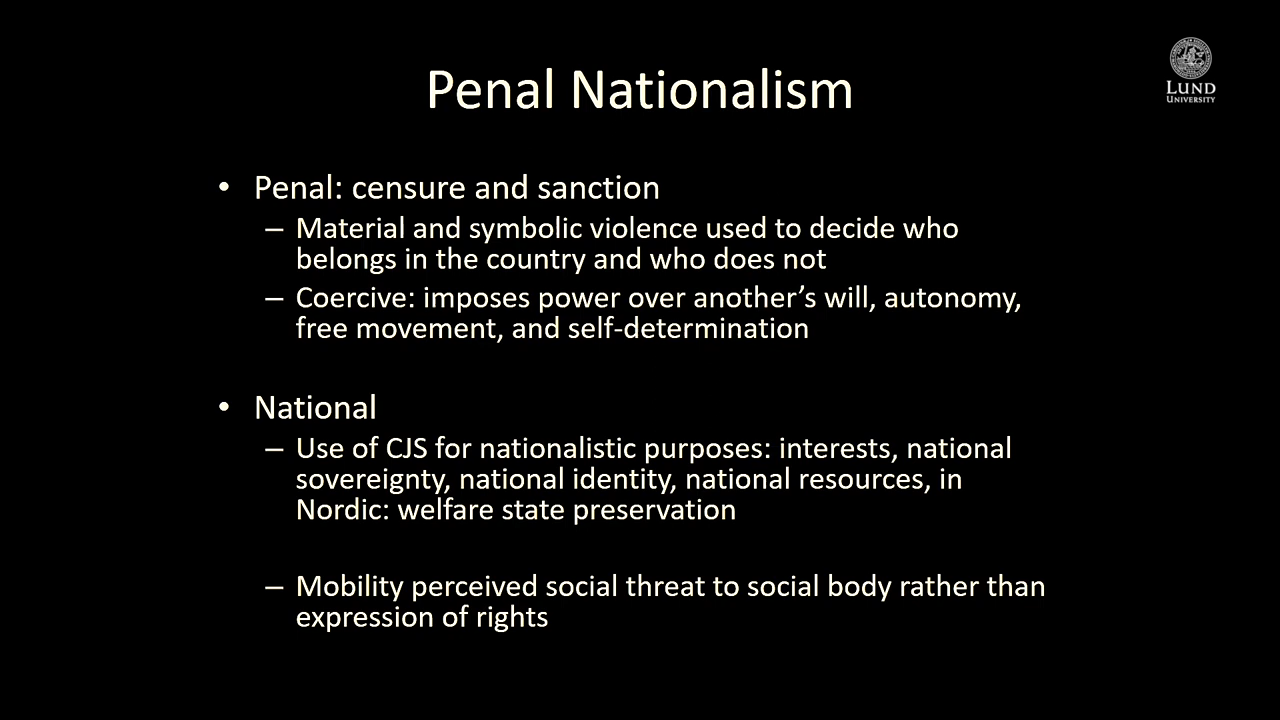 Penal Nationalism
LUND
UNIVERSITY
• Penal: censure and sanction
– Material and symbolic violence used to decide who
belongs in the country and who does not
– Coercive: imposes power over another’s will, autonomy,
free movement, and self-determination
• National
– Use of CJS for nationalistic purposes: interests, national
sovereignty, national identity, national resources, in
Nordic: welfare state preservation
– Mobility perceived social threat to social body rather than
expression of rights